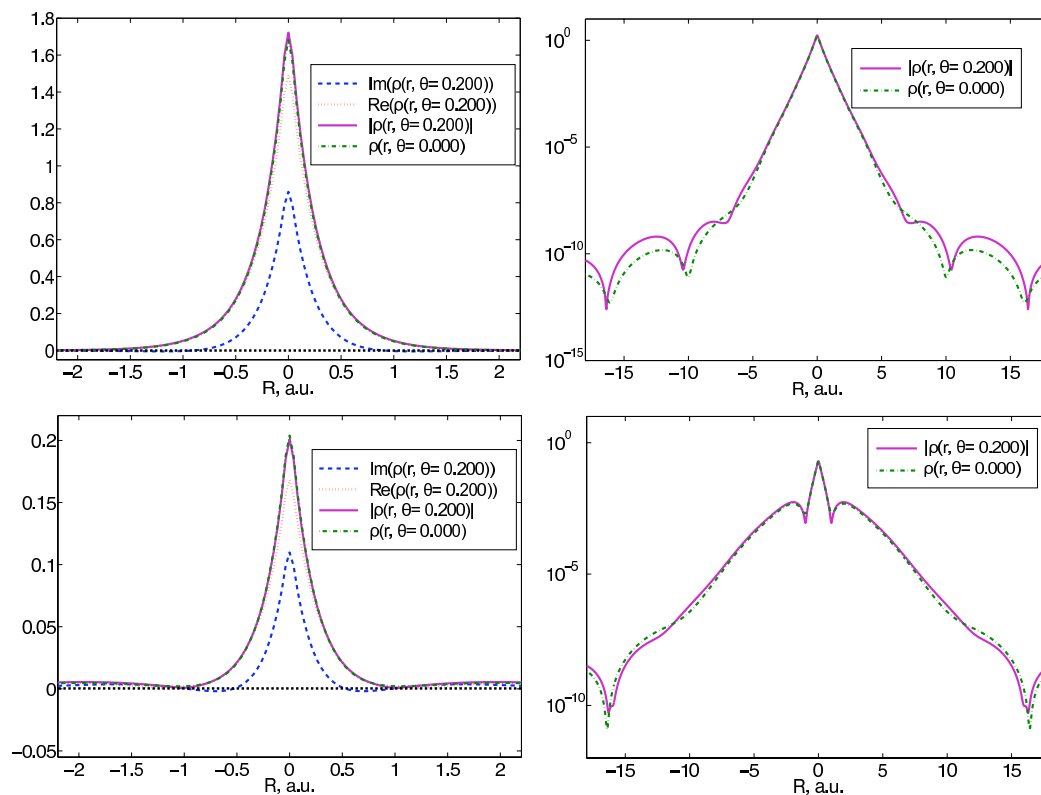 1.8
1.6
1.4
1.2
1
0.8
0.6
0.4
0.2
0
Im(ρ(r, θ= 0.200))
Re(ρ(r, θ= 0.200))
|ρ(r, θ= 0.200)|
ρ(r, θ= 0.000)
−2 −1.5 −1 −0.5 0 0.5 1 1.5 2
R, a.u.
10^0
10^−5
10^−10
10^−15
|ρ(r, θ= 0.200)|
ρ(r, θ= 0.000)
−15 −10 −5 0 5 10 15
R, a.u.
0.2
0.15
0.1
0.05
0
−0.05
Im(ρ(r, θ= 0.200))
Re(ρ(r, θ= 0.200))
|ρ(r, θ= 0.200)|
ρ(r, θ= 0.000)
−2 −1.5 −1 −0.5 0 0.5 1 1.5 2
R, a.u.
10^0
10^−5
10^−10
|ρ(r, θ= 0.200)|
ρ(r, θ= 0.000)
−15 −10 −5 0 5 10 15
R, a.u.